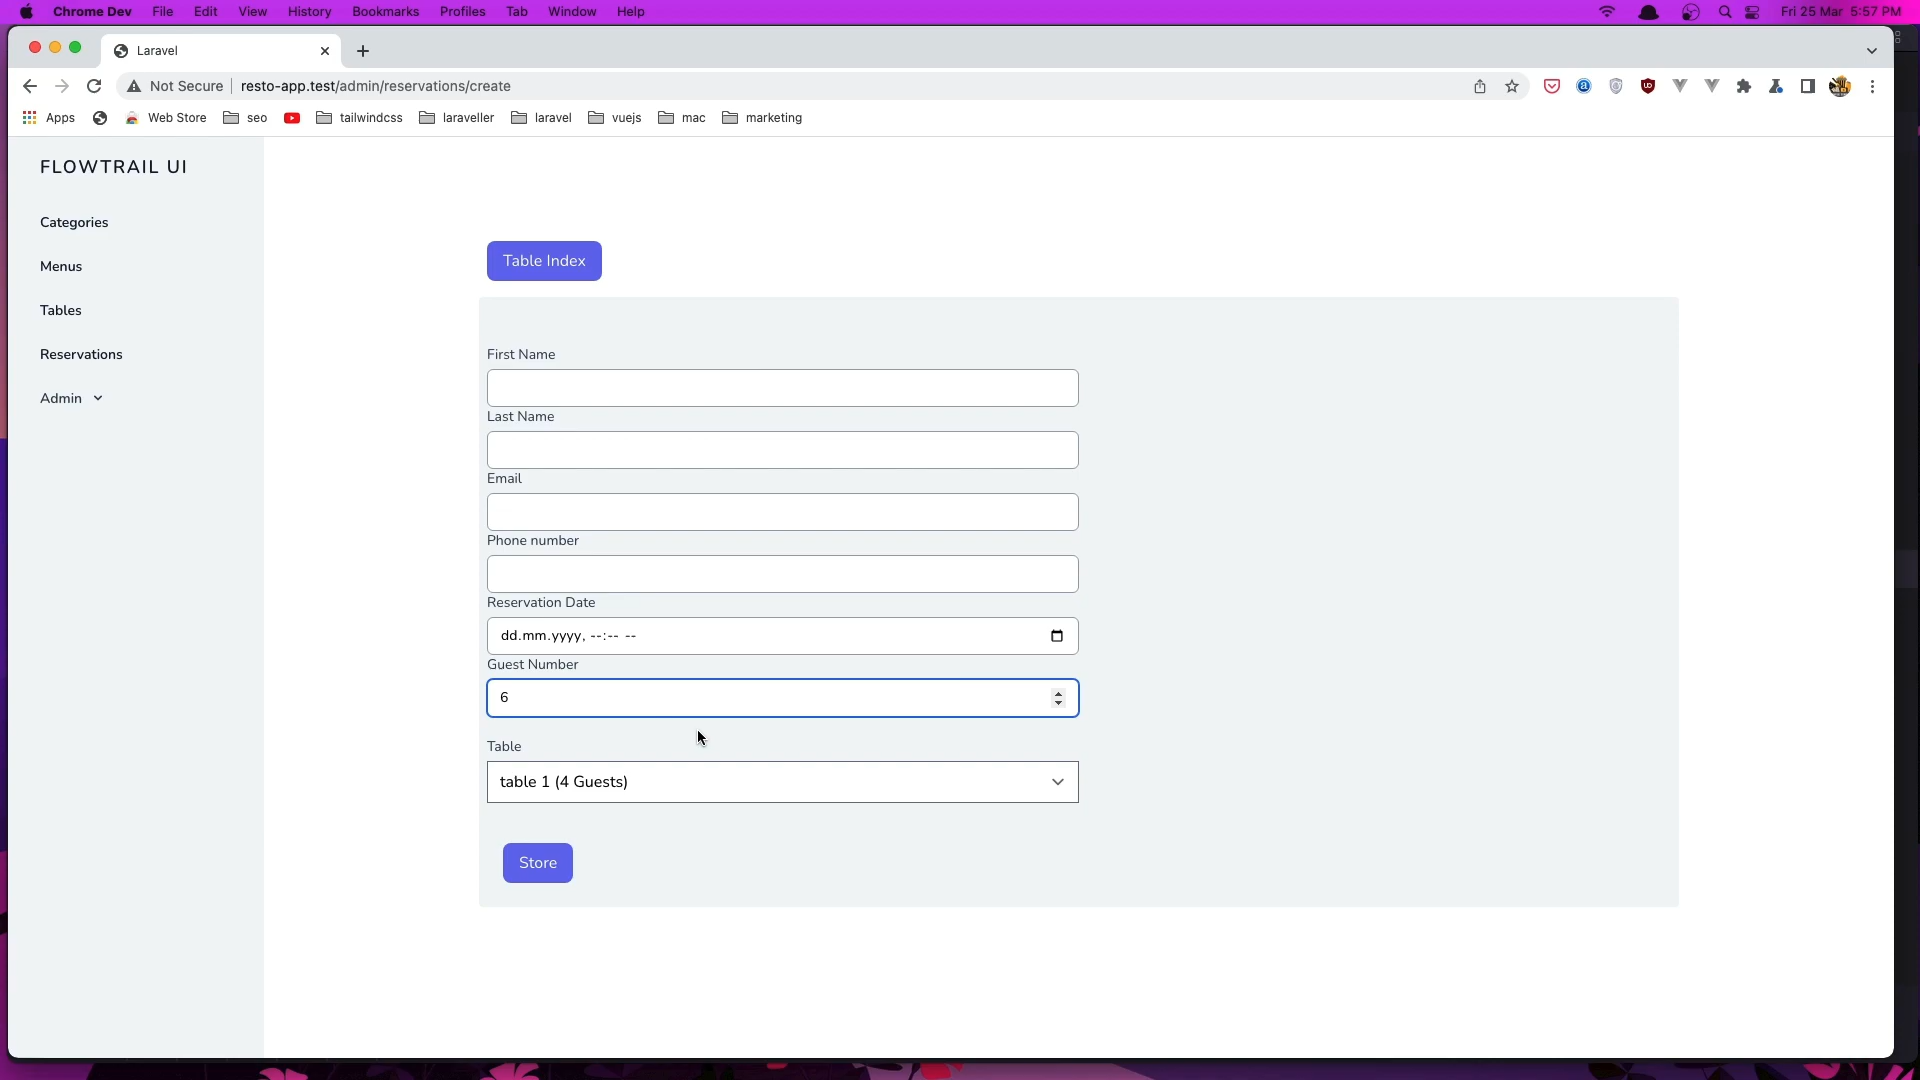 Chrome Dev File Edit View History Bookmarks Profiles Tab Window Help Fri 25 Mar 5:57 PM
Laravel
Not Secure resto-app.test/admin/reservations/create
Apps Web Store seo tailwindcss laraveller laravel vuejs mac marketing
FLOWTRAIL UI
Categories
Menus
Tables
Reservations
Admin
Table Index
First Name
Last Name
Email
Phone number
Reservation Date
dd.mm.yyyy, --:-- --
Guest Number
6
Table
table 1 (4 Guests)
Store